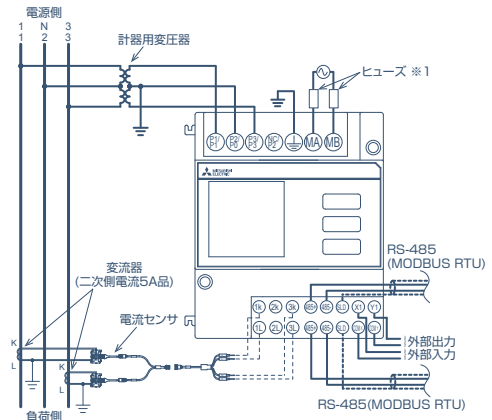 電源側
1 N 3
1 2 3
計器用変圧器
ヒューズ ※1
P1/P1
P2/P0
P3/P3
NC/P2
MA
MB
MITSUBISHI ELECTRIC
RS-485
(MODBUS RTU)
変流器
(二次側電流5A品)
電流センサ
1k 2k 3k 485- 485- SLD X1 Y1
1L 2L 3L 485+ 485+ SLD
外部出力
外部入力
K
L
K
L
RS-485(MODBUS RTU)
負荷側